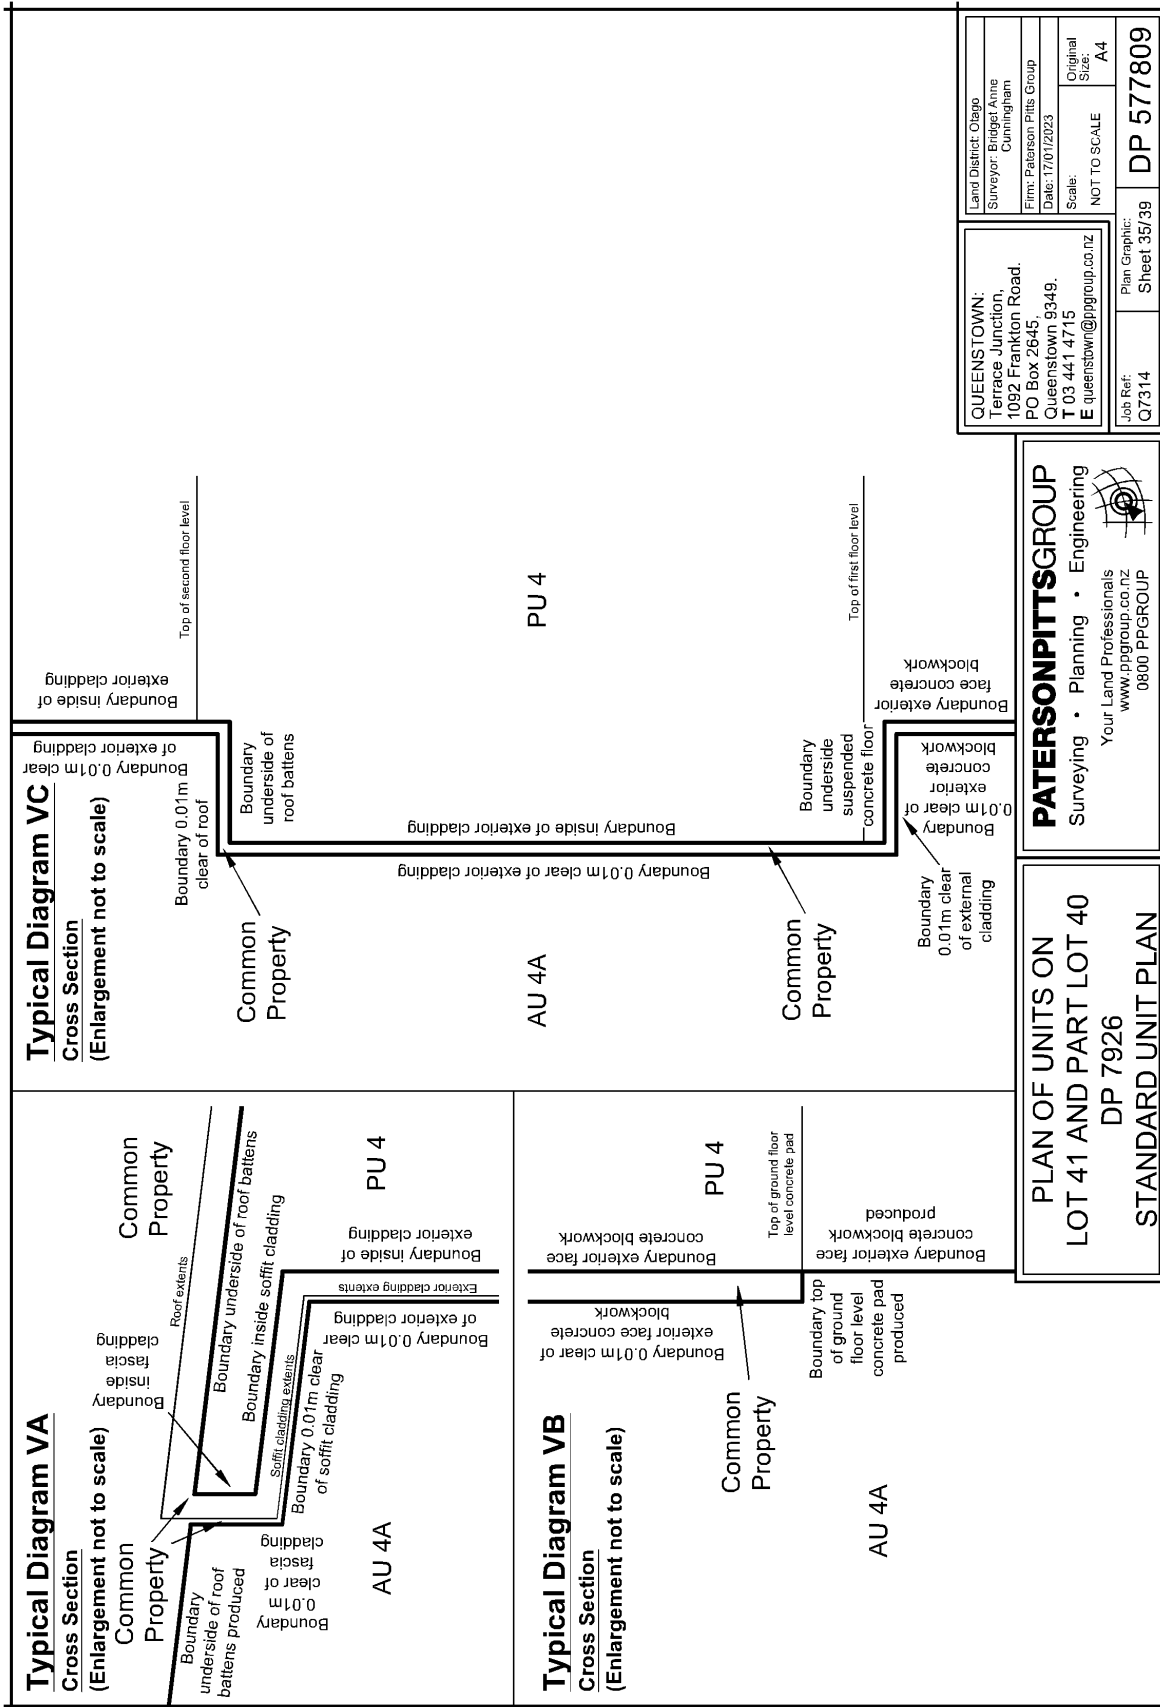 Typical Diagram VA
Cross Section
(Enlargement not to scale)
Common
Property
Boundary
underside of roof
battens produced
Boundary
0.01m
clear of
fascia
cladding
Boundary
inside
fascia
cladding
Roof extents
Common
Property
Boundary underside of roof battens
Boundary inside soffit cladding
Soffit cladding extents
Boundary 0.01m clear
of soffit cladding
Boundary 0.01m clear
of exterior cladding
Exterior cladding extents
Boundary inside of
exterior cladding
AU 4A
PU 4
Typical Diagram VB
Cross Section
(Enlargement not to scale)
Boundary 0.01m clear of
exterior face concrete
blockwork
Boundary exterior face
concrete blockwork
PU 4
Common
Property
Top of ground floor
level concrete pad
Boundary top
of ground
floor level
concrete pad
produced
Boundary exterior face
concrete blockwork
produced
AU 4A
Typical Diagram VC
Cross Section
(Enlargement not to scale)
Boundary 0.01m clear
of exterior cladding
Boundary inside of
exterior cladding
Boundary 0.01m
clear of roof
Top of second floor level
Common
Property
Boundary
underside of
roof battens
Boundary 0.01m clear of exterior cladding
Boundary inside of exterior cladding
AU 4A
PU 4
Common
Property
Boundary
underside
suspended
concrete floor
Top of first floor level
Boundary
0.01m clear
of external
cladding
Boundary
0.01m clear of
exterior
concrete
blockwork
Boundary exterior
face concrete
blockwork
PLAN OF UNITS ON
LOT 41 AND PART LOT 40
DP 7926
STANDARD UNIT PLAN
PATERSONPITTSGROUP
Surveying • Planning • Engineering
Your Land Professionals
www.ppgroup.co.nz
0800 PPGROUP
QUEENSTOWN:
Terrace Junction,
1092 Frankton Road.
PO Box 2645,
Queenstown 9349.
T 03 441 4715
E queenstown@ppgroup.co.nz
Land District: Otago
Surveyor: Bridget Anne
Cunningham
Firm: Paterson Pitts Group
Date: 17/01/2023
Scale:
NOT TO SCALE
Original
Size:
A4
Job Ref:
Q7314
Plan Graphic:
Sheet 35/39
DP 577809